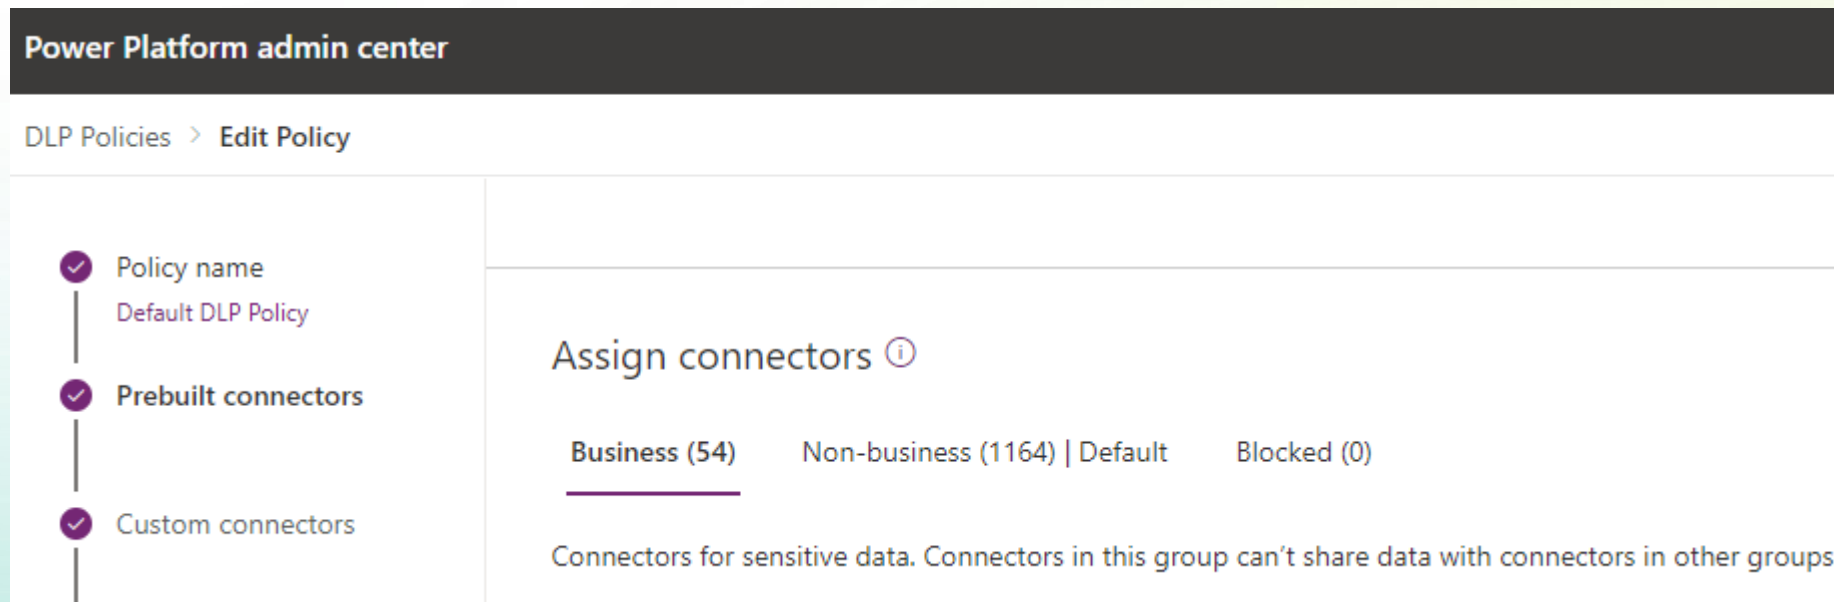 Power Platform admin center
DLP Policies > Edit Policy
Policy name
Default DLP Policy
Prebuilt connectors
Custom connectors
Assign connectors
Business (54) Non-business (1164) | Default Blocked (0)
Connectors for sensitive data. Connectors in this group can't share data with connectors in other groups